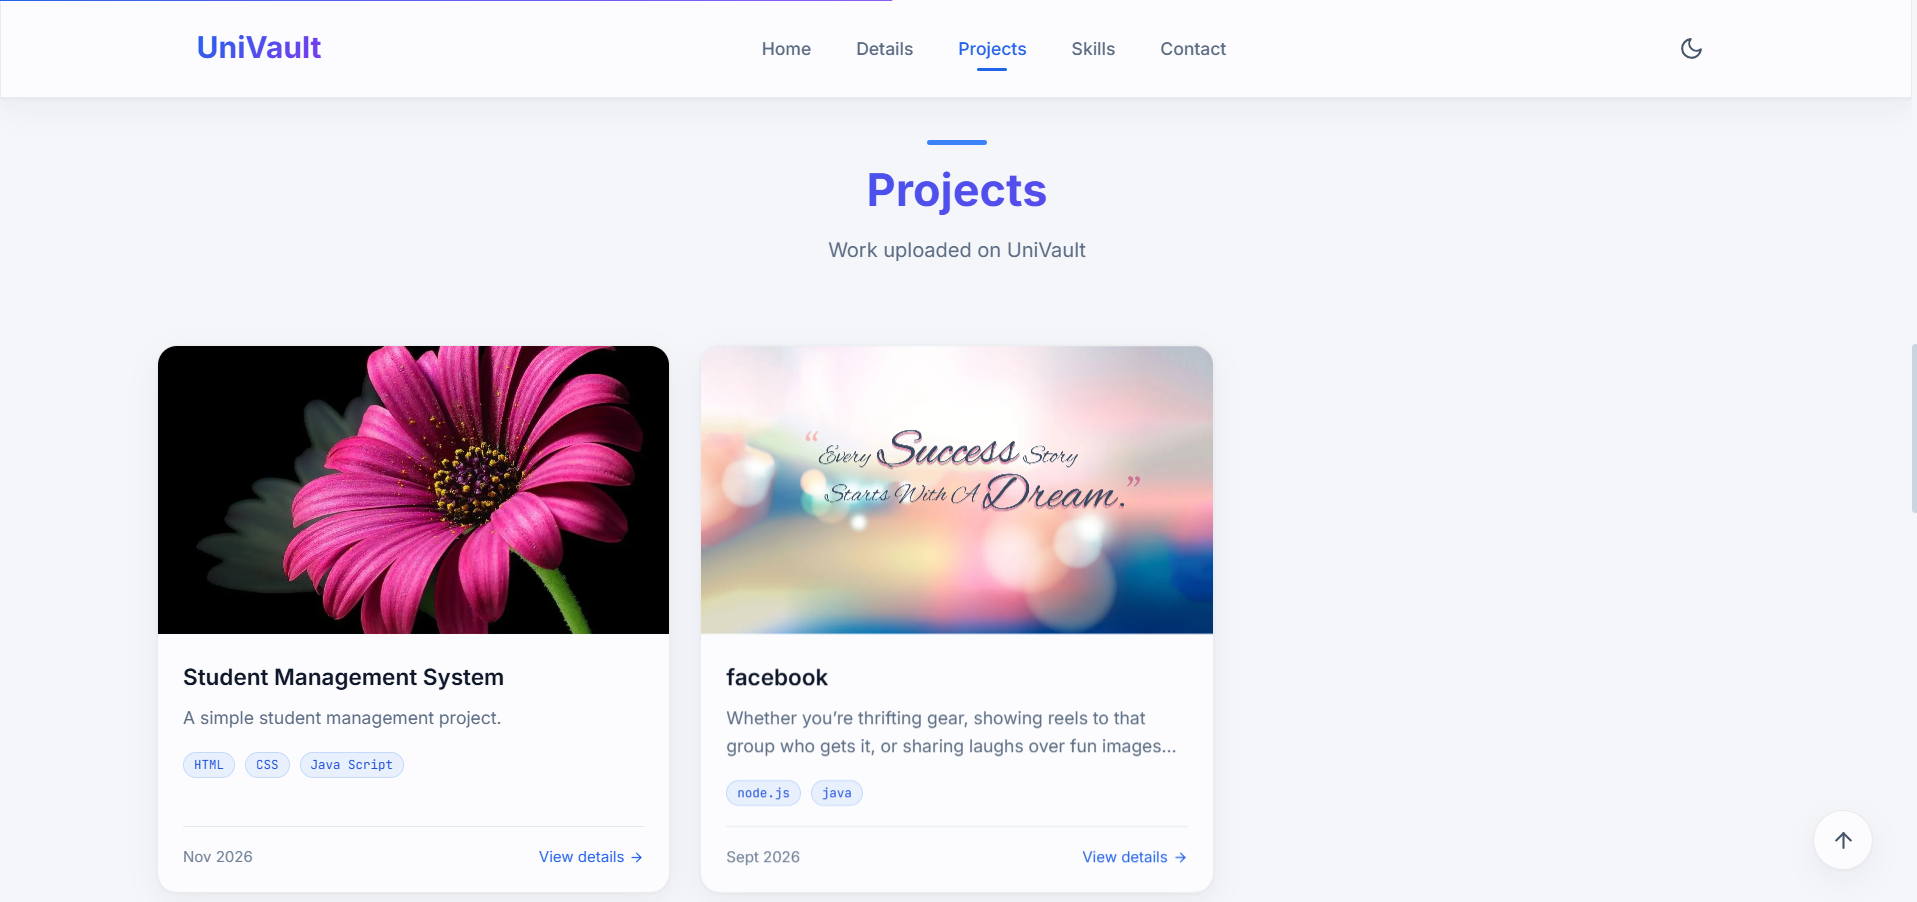 UniVault
Home
Details
Projects
Skills
Contact
Projects
Work uploaded on UniVault
“Every Success Story
Starts With A Dream.”
Student Management System
A simple student management project.
HTML
CSS
Java Script
Nov 2026
View details →
facebook
Whether you’re thrifting gear, showing reels to that
group who gets it, or sharing laughs over fun images...
node.js
java
Sept 2026
View details →